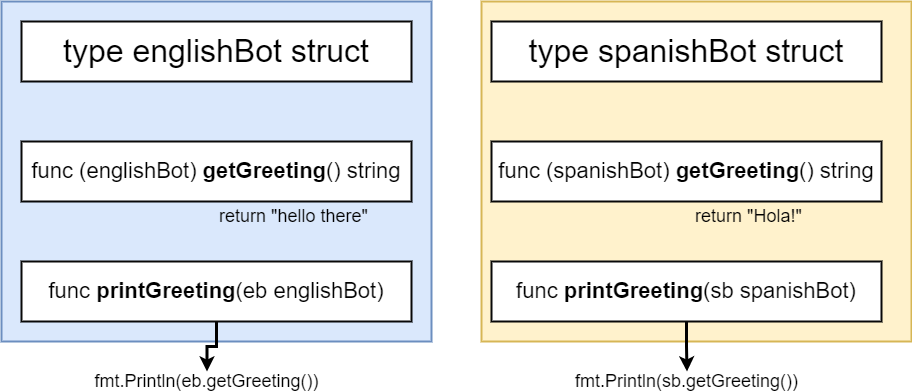 type englishBot struct
func (englishBot) getGreeting() string
return "hello there"
func printGreeting(eb englishBot)
fmt.Println(eb.getGreeting())
type spanishBot struct
func (spanishBot) getGreeting() string
return "Hola!"
func printGreeting(sb spanishBot)
fmt.Println(sb.getGreeting())